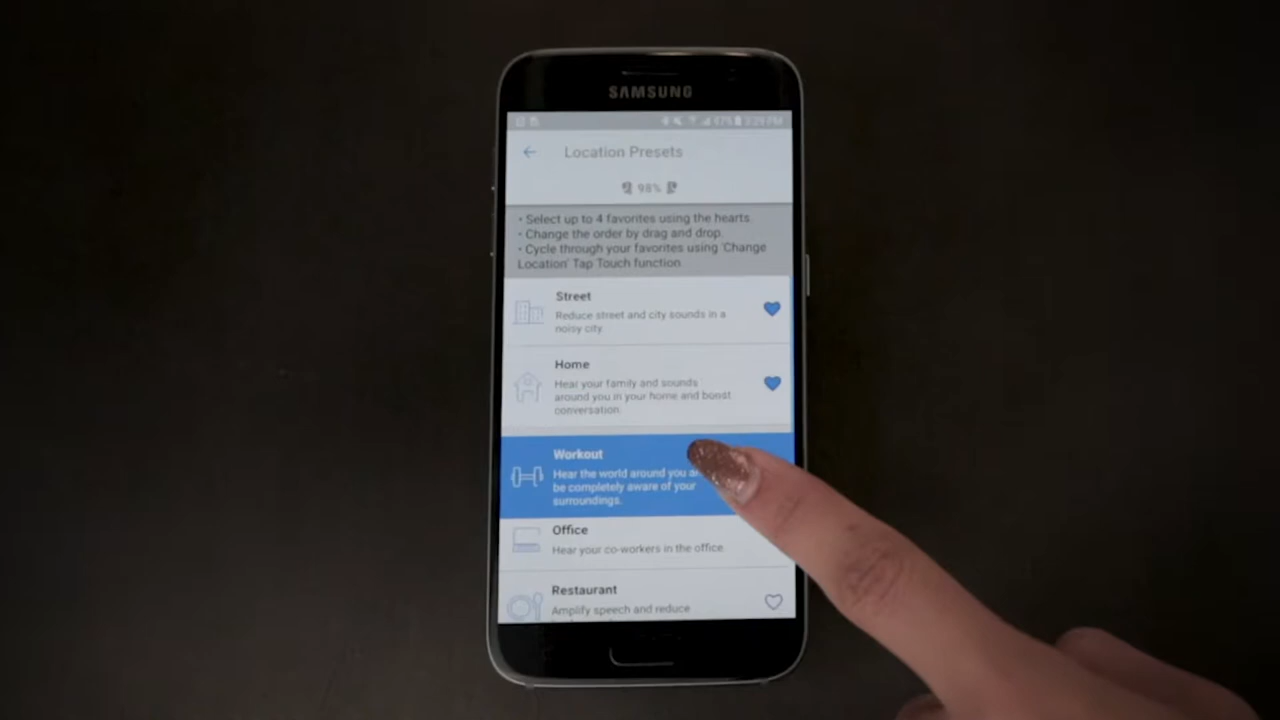 SAMSUNG
67% 3:29 PM
Location Presets
98%
• Select up to 4 favorites using the hearts.
• Change the order by drag and drop.
• Cycle through your favorites using 'Change
Location' Tap Touch function
Street
Reduce street and city sounds in a
noisy city.
Home
Hear your family and sounds
around you in your home and boost
conversation.
Workout
Hear the world around you
be completely aware of your
surroundings.
Office
Hear your co-workers in the office.
Restaurant
Amplify speech and reduce